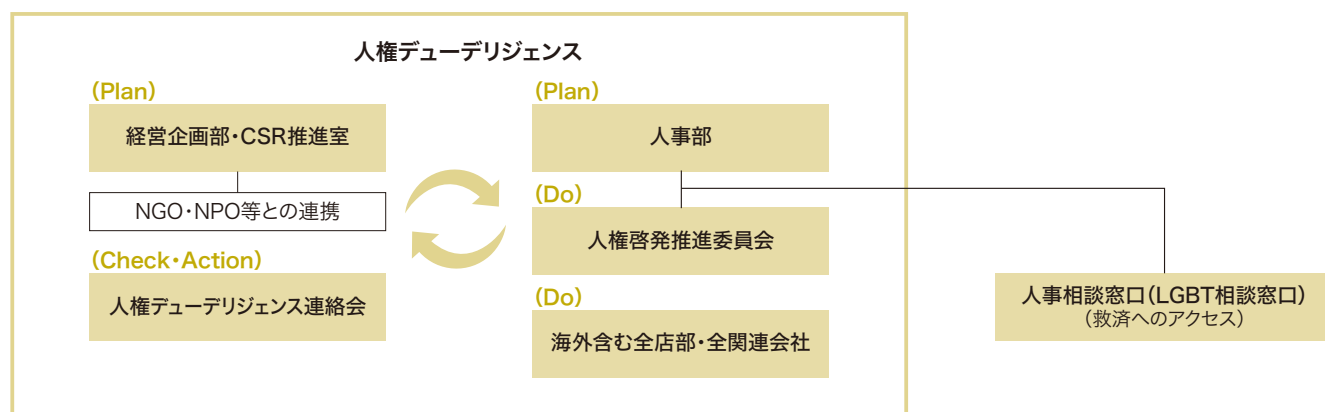 人権デューデリジェンス
(Plan)
経営企画部・CSR推進室
NGO・NPO等との連携
(Check・Action)
人権デューデリジェンス連絡会
(Plan)
人事部
(Do)
人権啓発推進委員会
(Do)
海外含む全店部・全関連会社
人事相談窓口(LGBT相談窓口)
(救済へのアクセス)